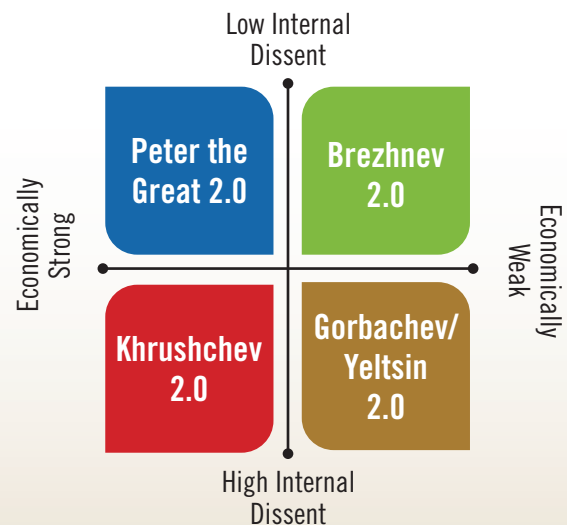 Low Internal
Dissent
Peter the
Great 2.0
Brezhnev
2.0
Economically
Strong
Economically
Weak
Khrushchev
2.0
Gorbachev/
Yeltsin
2.0
High Internal
Dissent